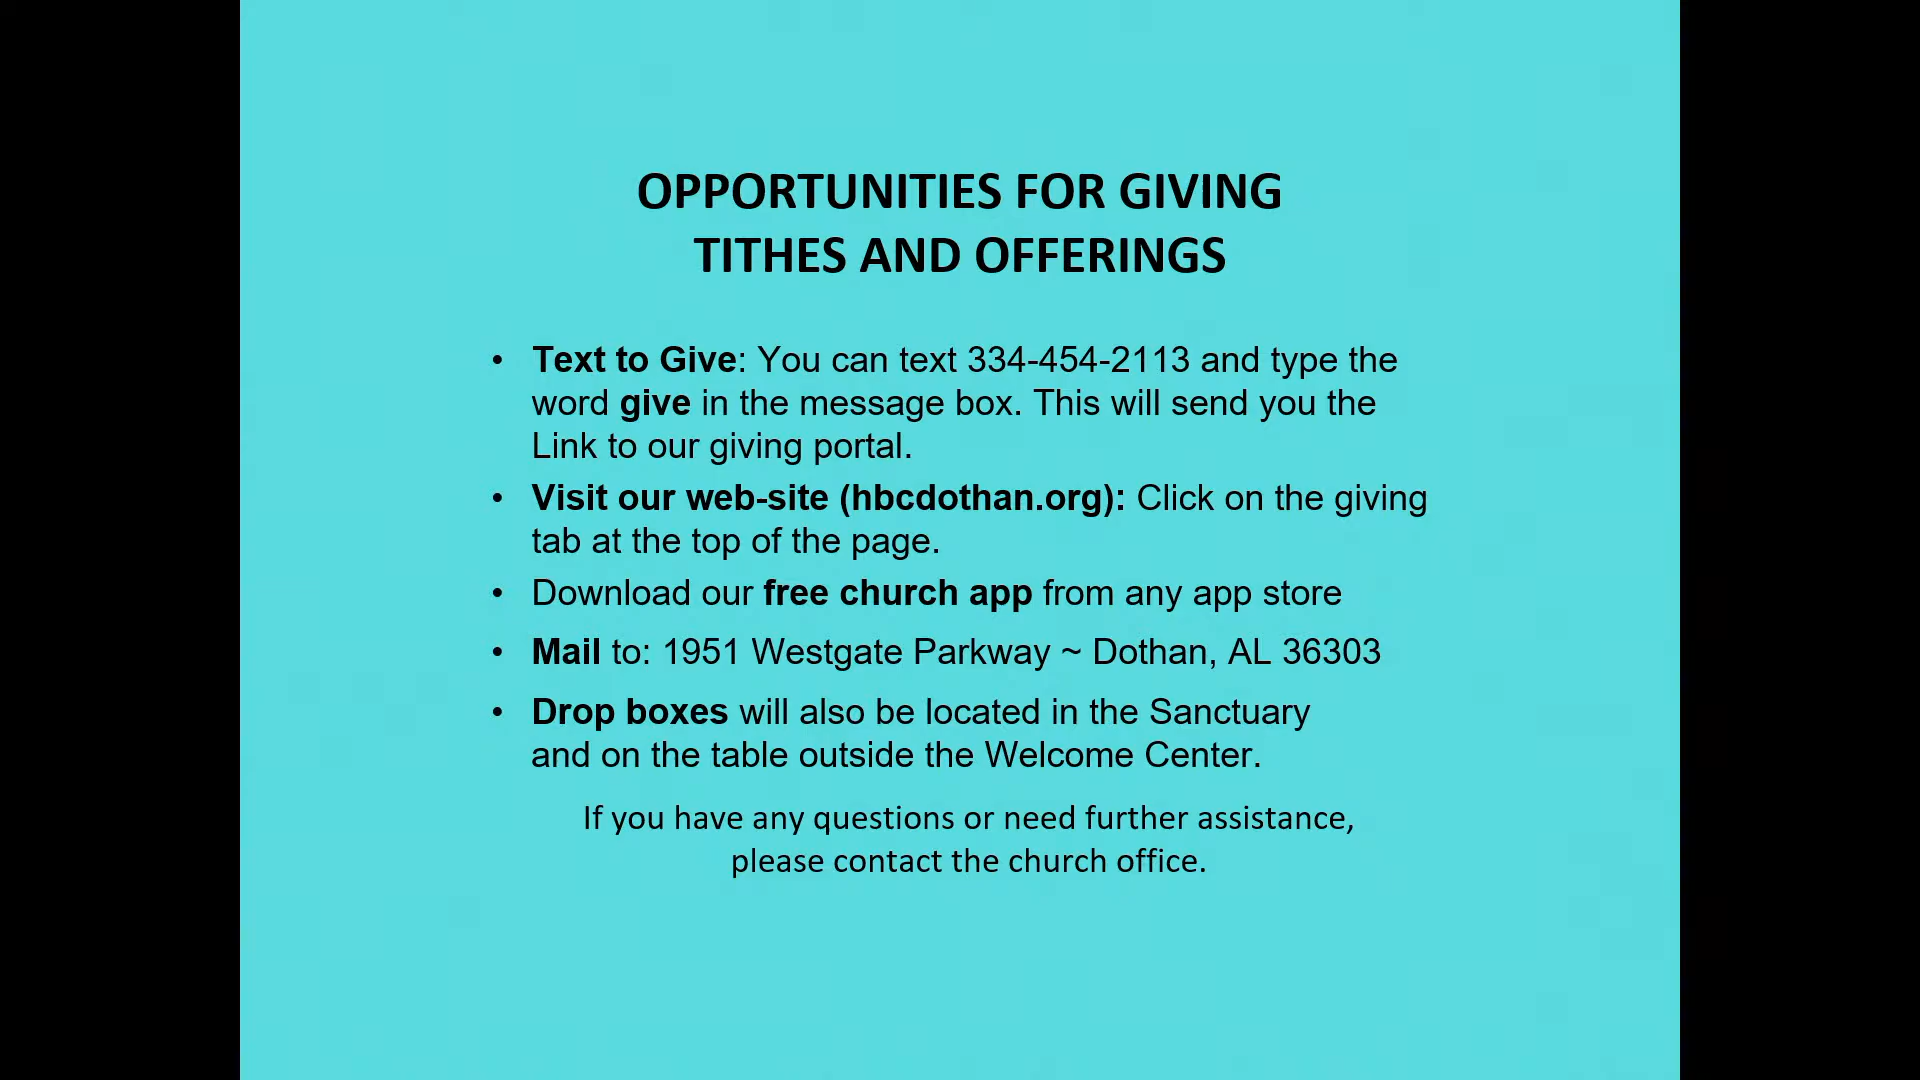 OPPORTUNITIES FOR GIVING
TITHES AND OFFERINGS
• Text to Give: You can text 334-454-2113 and type the
word give in the message box. This will send you the
Link to our giving portal.
• Visit our web-site (hbcdothan.org): Click on the giving
tab at the top of the page.
• Download our free church app from any app store
• Mail to: 1951 Westgate Parkway ~ Dothan, AL 36303
• Drop boxes will also be located in the Sanctuary
and on the table outside the Welcome Center.
If you have any questions or need further assistance,
please contact the church office.